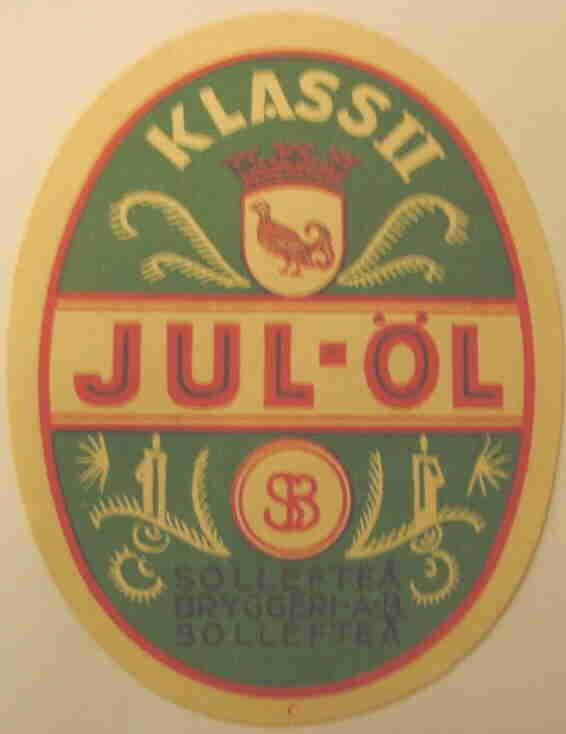 KLASS II
JUL-ÖL
SB
SOLLEFTEÅ
BRYGGERI-A.B.
SOLLEFTEÅ